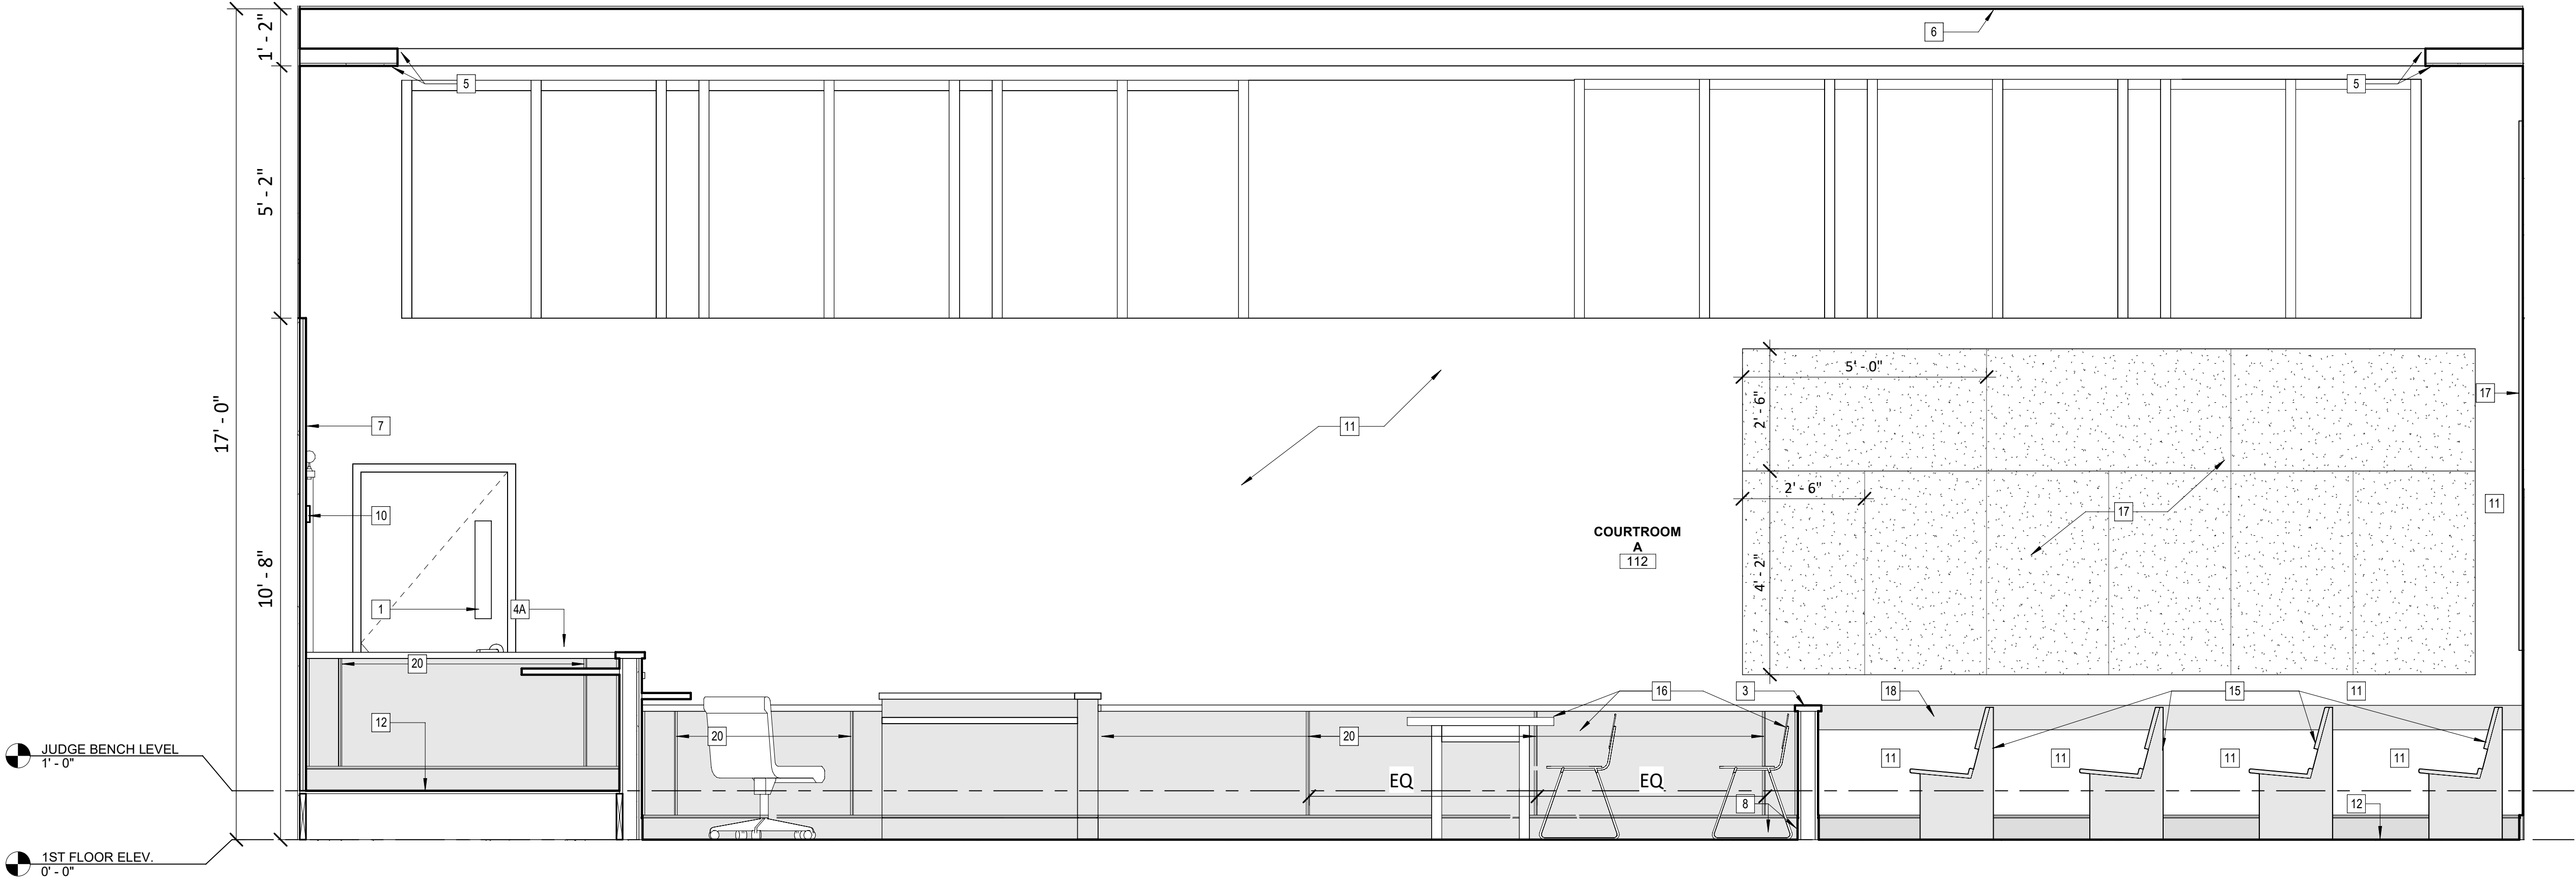 1' - 2"
6
5
5
5' - 2"
17' - 0"
5' - 0"
2' - 6"
17
7
11
2' - 6"
10
17
11
COURTROOM
A
112
10' - 8"
4' - 2"
1
4A
20
16
3
18
15
11
12
20
20
JUDGE BENCH LEVEL
1' - 0"
11
11
11
11
EQ
EQ
8
12
1ST FLOOR ELEV.
0' - 0"